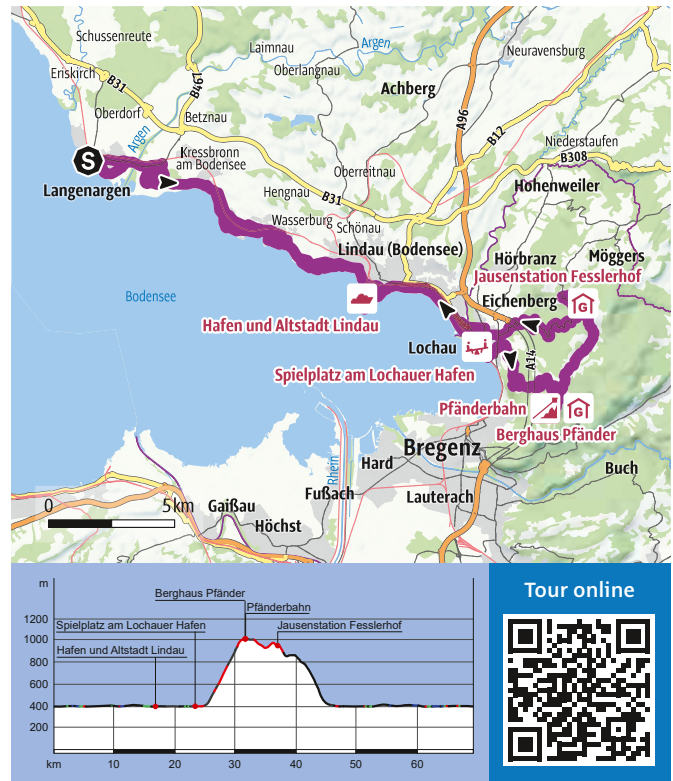 Schussenreute
Laimnau
Argen
Neuravensburg
Eriskirch
B31
B467
Oberlangnau
Achberg
A96
Oberdorf
Betznau
B12
Argen
Niederstaufen
S
Kressbronn
am Bodensee
B308
Oberreitnau
Langenargen
Hengnau
B31
Hohenweiler
Wasserburg
Schönau
Lindau (Bodensee)
Hörbranz
Möggers
Jausenstation Fesslerhof
Bodensee
Eichenberg
G
Hafen und Altstadt Lindau
Lochau
A14
Spielplatz am Lochauer Hafen
Pfänderbahn
G
Berghaus Pfänder
Bregenz
Rhein
Hard
Buch
Fußach
Lauterach
0 5km
Gaißau
Höchst
m
Berghaus Pfänder
Pfänderbahn
1200
Spielplatz am Lochauer Hafen
Jausenstation Fesslerhof
1000
Hafen und Altstadt Lindau
800
600
400
200
km 10 20 30 40 50 60
Tour online